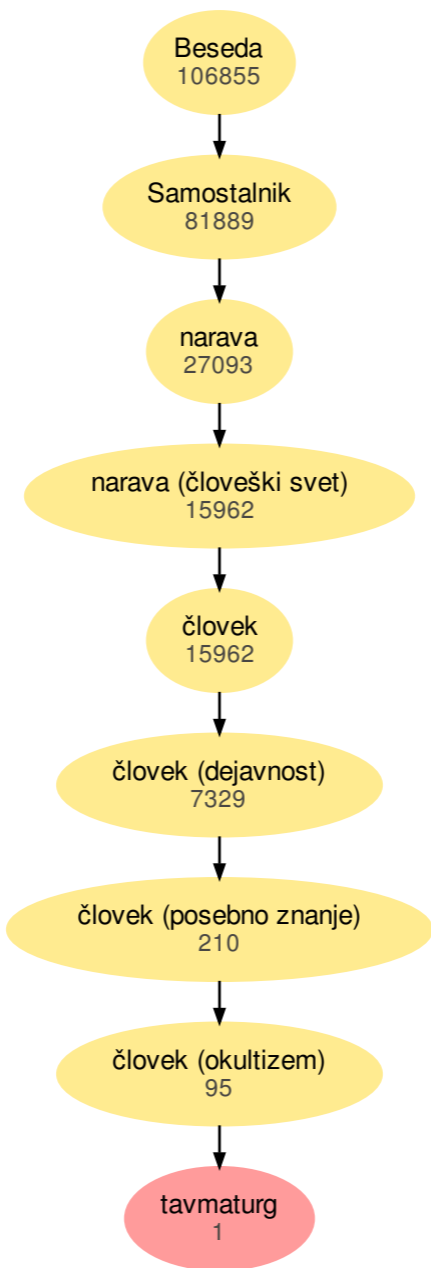 Beseda
106855
Samostalnik
81889
narava
27093
narava (človeški svet)
15962
človek
15962
človek (dejavnost)
7329
človek (posebno znanje)
210
človek (okultizem)
95
tavmaturg
1